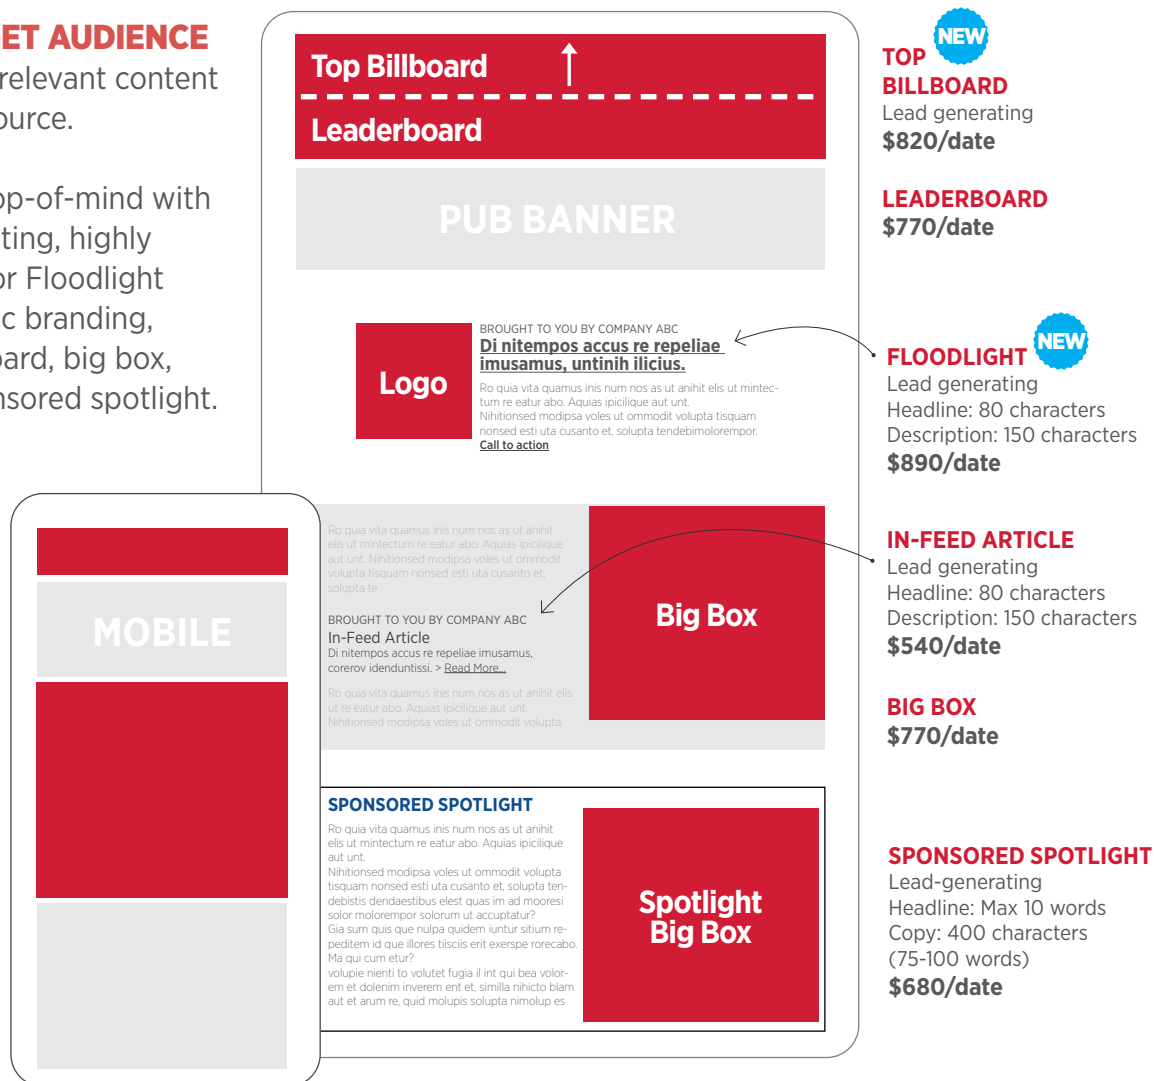 GET AUDIENCE
relevant content
ource.
op-of-mind with
ting, highly
or Floodlight
c branding,
oard, big box,
nsored spotlight.
Top Billboard
Leaderboard
PUB BANNER
Logo
BROUGHT TO YOU BY COMPANY ABC
Di nitempos accus re repeliae
imusamus, untinih ilicius.
Ro quia vita quamus inis num nos as ut anihit elis ut mintec-
tum re eatur abo. Aquias ipicilique aut unt.
Nihitionsed modipsa voles ut ommodit volupta tisquam
nonsed esti uta cusanto et, solupta tendebimolorempor.
Call to action
Ro quia vita quamus inis num nos as ut anihit
elis ut mintectum re eatur abo. Aquias ipicilique
aut unt. Nihitionsed modipsa voles ut ommodit
volupta tisquam nonsed esti uta cusanto et,
solupta te
BROUGHT TO YOU BY COMPANY ABC
In-Feed Article
Di nitempos accus re repeliae imusamus,
corerov idenduntissi. > Read More...
Ro quia vita quamus inis num nos as ut anihit elis
ut re eatur abo. Aquias ipicilique aut unt.
Nihitionsed modipsa voles ut ommodit volupta
Big Box
SPONSORED SPOTLIGHT
Ro quia vita quamus inis num nos as ut anihit
elis ut mintectum re eatur abo. Aquias ipicilique
aut unt.
Nihitionsed modipsa voles ut ommodit volupta
tisquam nonsed esti uta cusanto et, solupta ten-
debistis dendaestibus elest quas im ad mooresi
solor molorempor solorum ut accuptatur?
Gia sum quis que nulpa quidem iuntur sitium re-
peditem id que illores tiisciis erit exerspe rorecabo.
Ma qui cum etur?
volupie nienti to volutet fugia il int qui bea volor-
em et dolenim inverem ent et, similla nihicto blam
aut et arum re, quid molupis solupta nimolup es
Spotlight
Big Box
MOBILE
NEW
TOP
BILLBOARD
Lead generating
$820/date
LEADERBOARD
$770/date
NEW
FLOODLIGHT
Lead generating
Headline: 80 characters
Description: 150 characters
$890/date
IN-FEED ARTICLE
Lead generating
Headline: 80 characters
Description: 150 characters
$540/date
BIG BOX
$770/date
SPONSORED SPOTLIGHT
Lead-generating
Headline: Max 10 words
Copy: 400 characters
(75-100 words)
$680/date